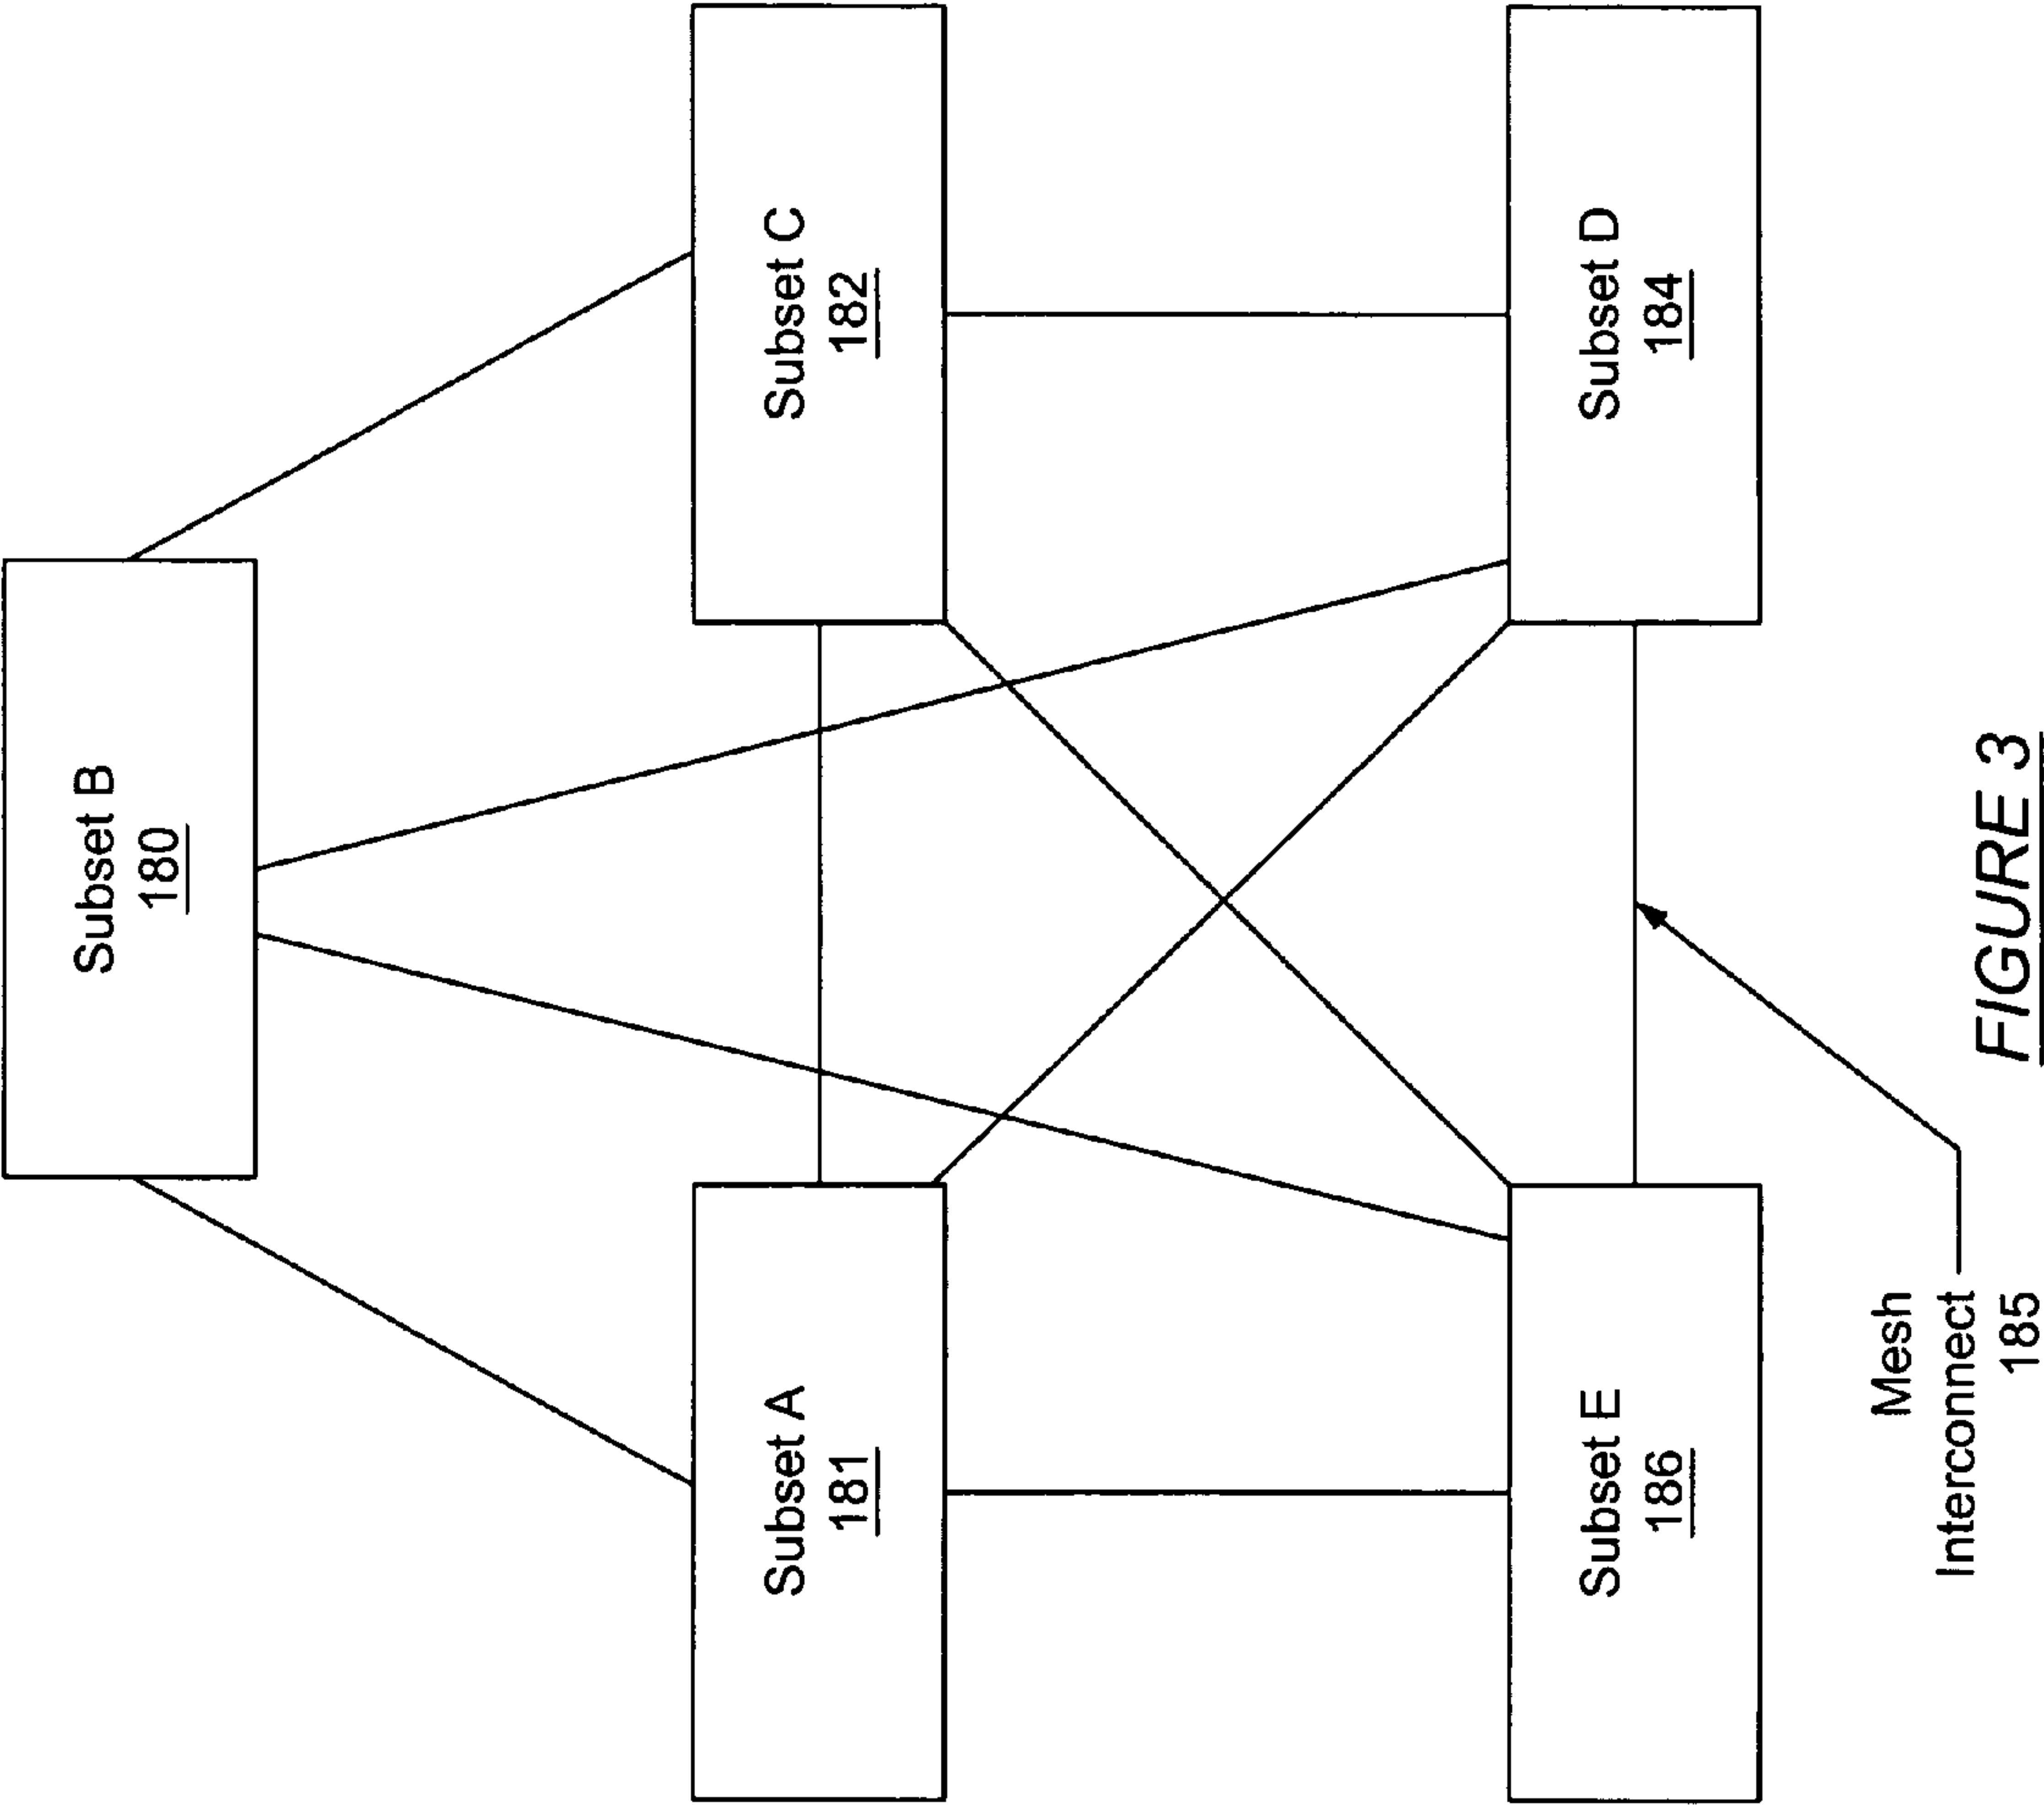 Subset B
180
Subset A
181
Subset C
182
Subset E
186
Subset D
184
Mesh
Interconnect
185
FIGURE 3